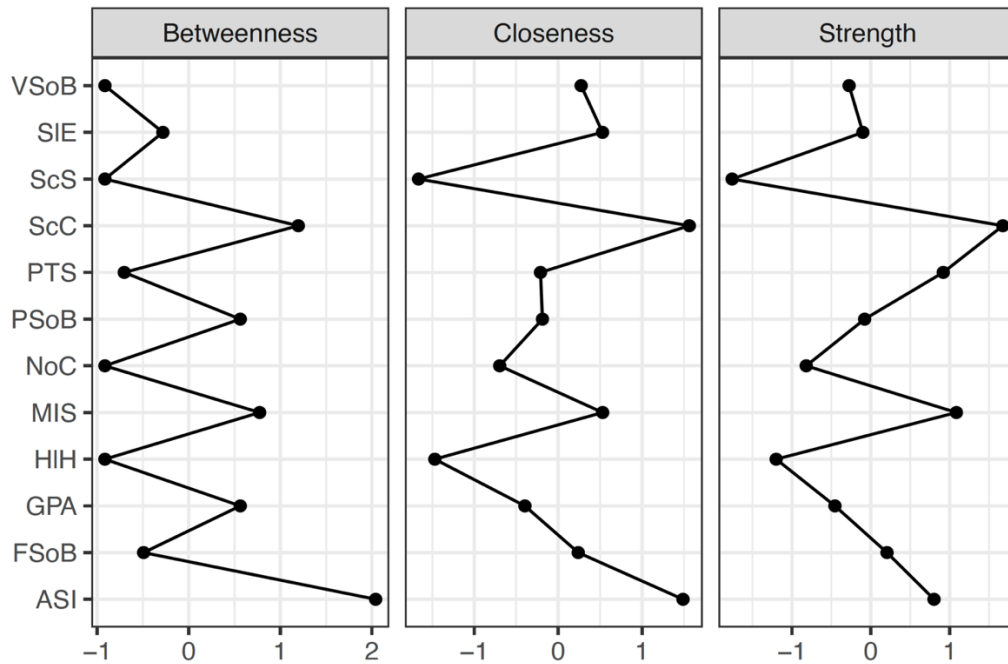 Betweenness Closeness Strength
VSoB
SIE
ScS
ScC
PTS
PSoB
NoC
MIS
HIH
GPA
FSoB
ASI
−1 0 1 2 −1 0 1 −1 0 1